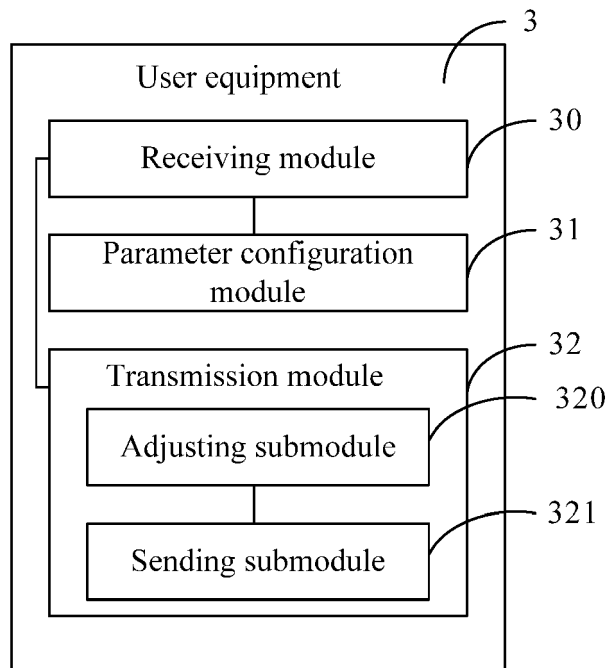 3
User equipment
30
Receiving module
31
Parameter configuration
module
32
Transmission module
320
Adjusting submodule
321
Sending submodule